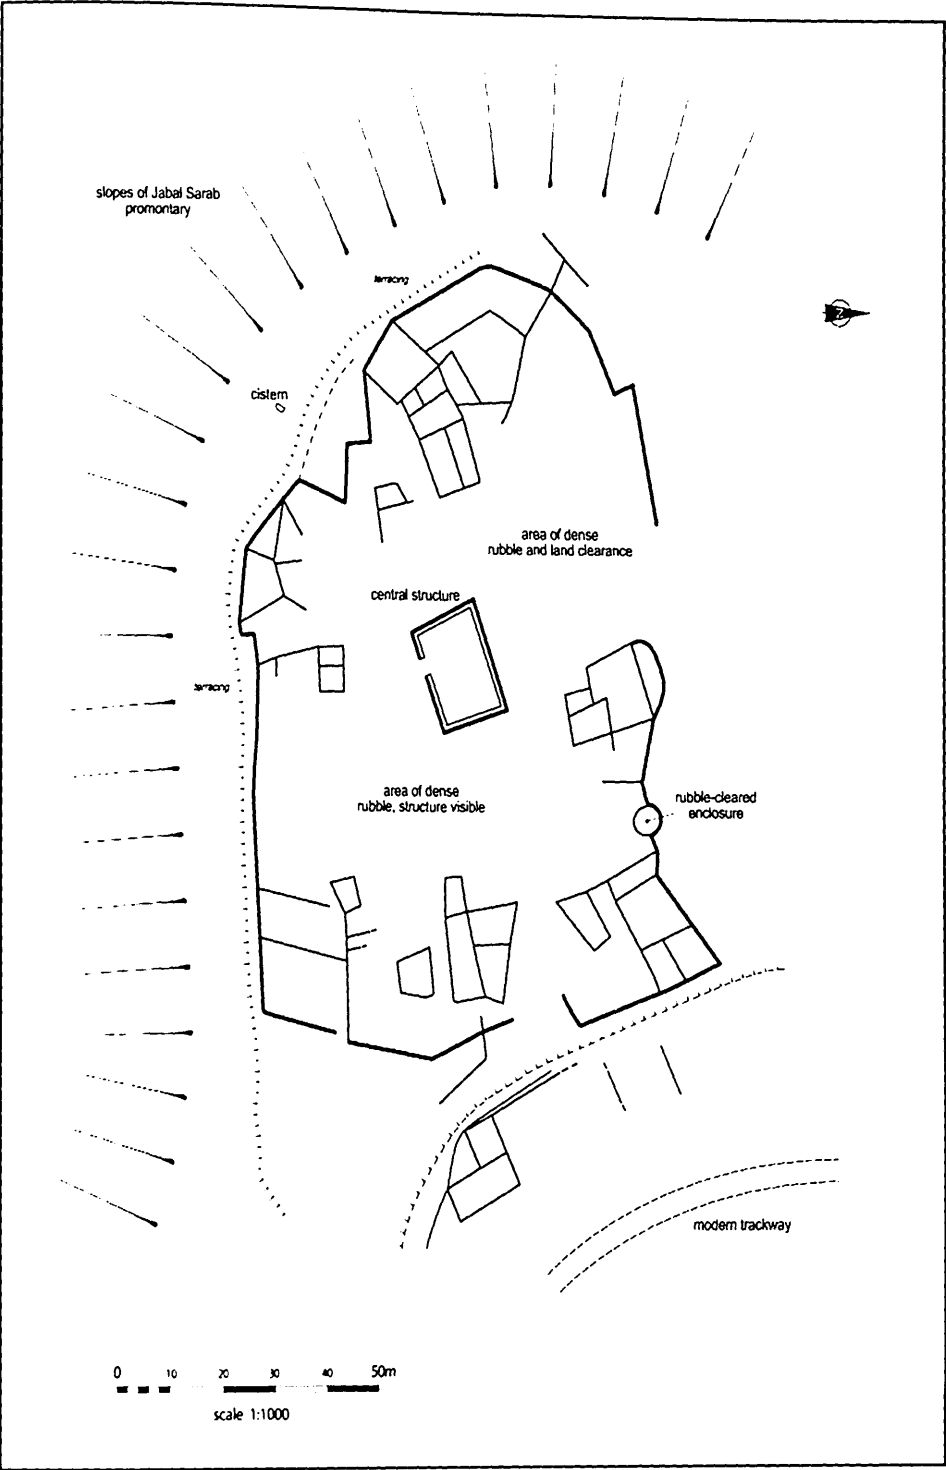 slopes of Jabal Sarab
promontary
terracing
N
cistern
area of dense
rubble and land clearance
central structure
terracing
area of dense
rubble, structure visible
rubble-cleared
enclosure
modern trackway
0 10 20 30 40 50m
scale 1:1000